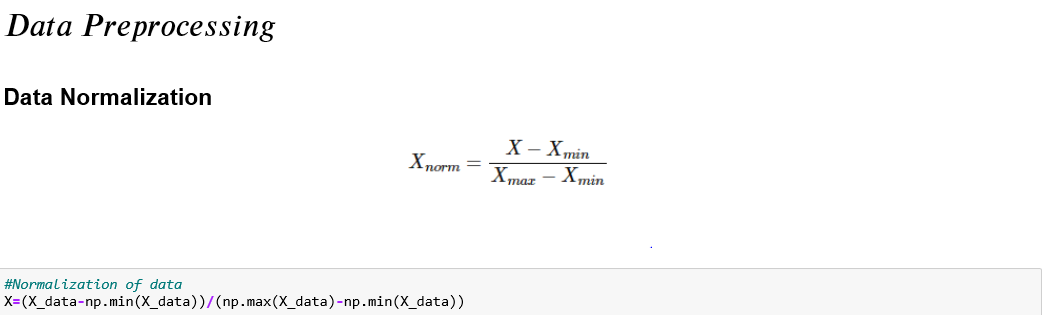 Data Preprocessing
Data Normalization
X_norm = (X − X_min) / (X_max − X_min)
.
#Normalization of data
X=(X_data-np.min(X_data))/(np.max(X_data)-np.min(X_data))